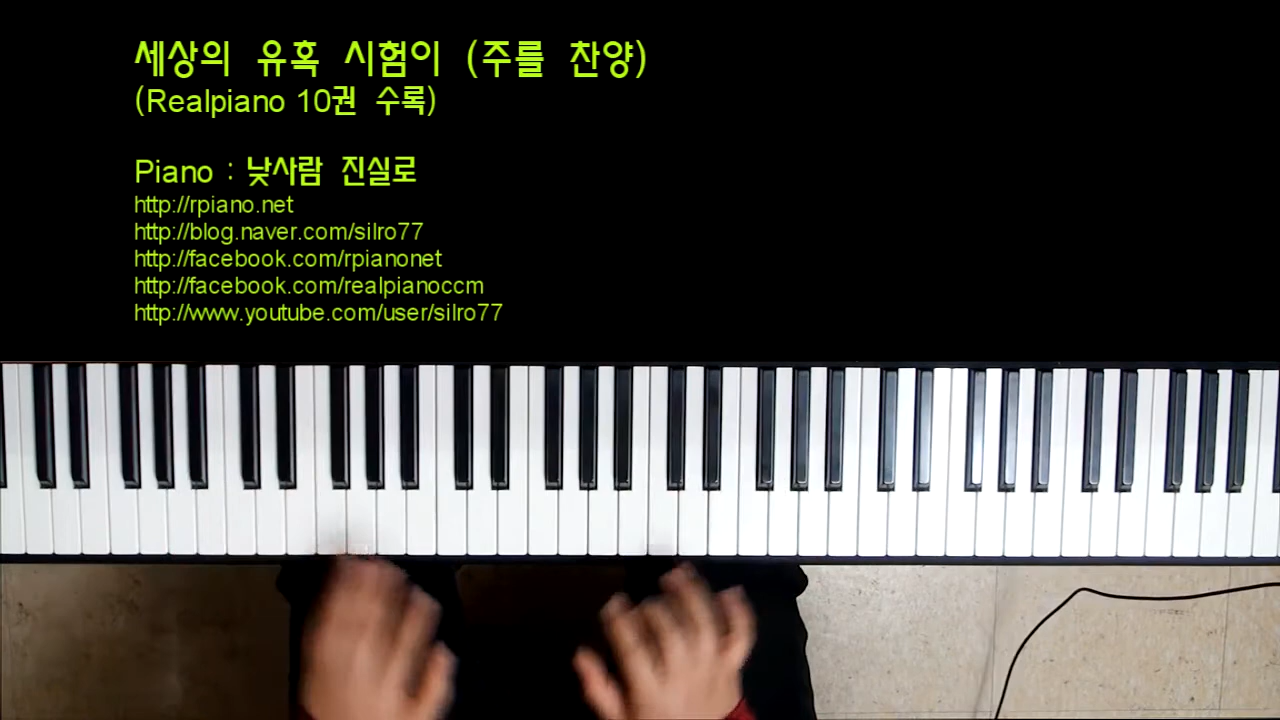 세상의 유혹 시험이 (주를 찬양)
(Realpiano 10권 수록)
Piano : 낮사람 진실로
http://rpiano.net
http://blog.naver.com/silro77
http://facebook.com/rpianonet
http://facebook.com/realpianoccm
http://www.youtube.com/user/silro77